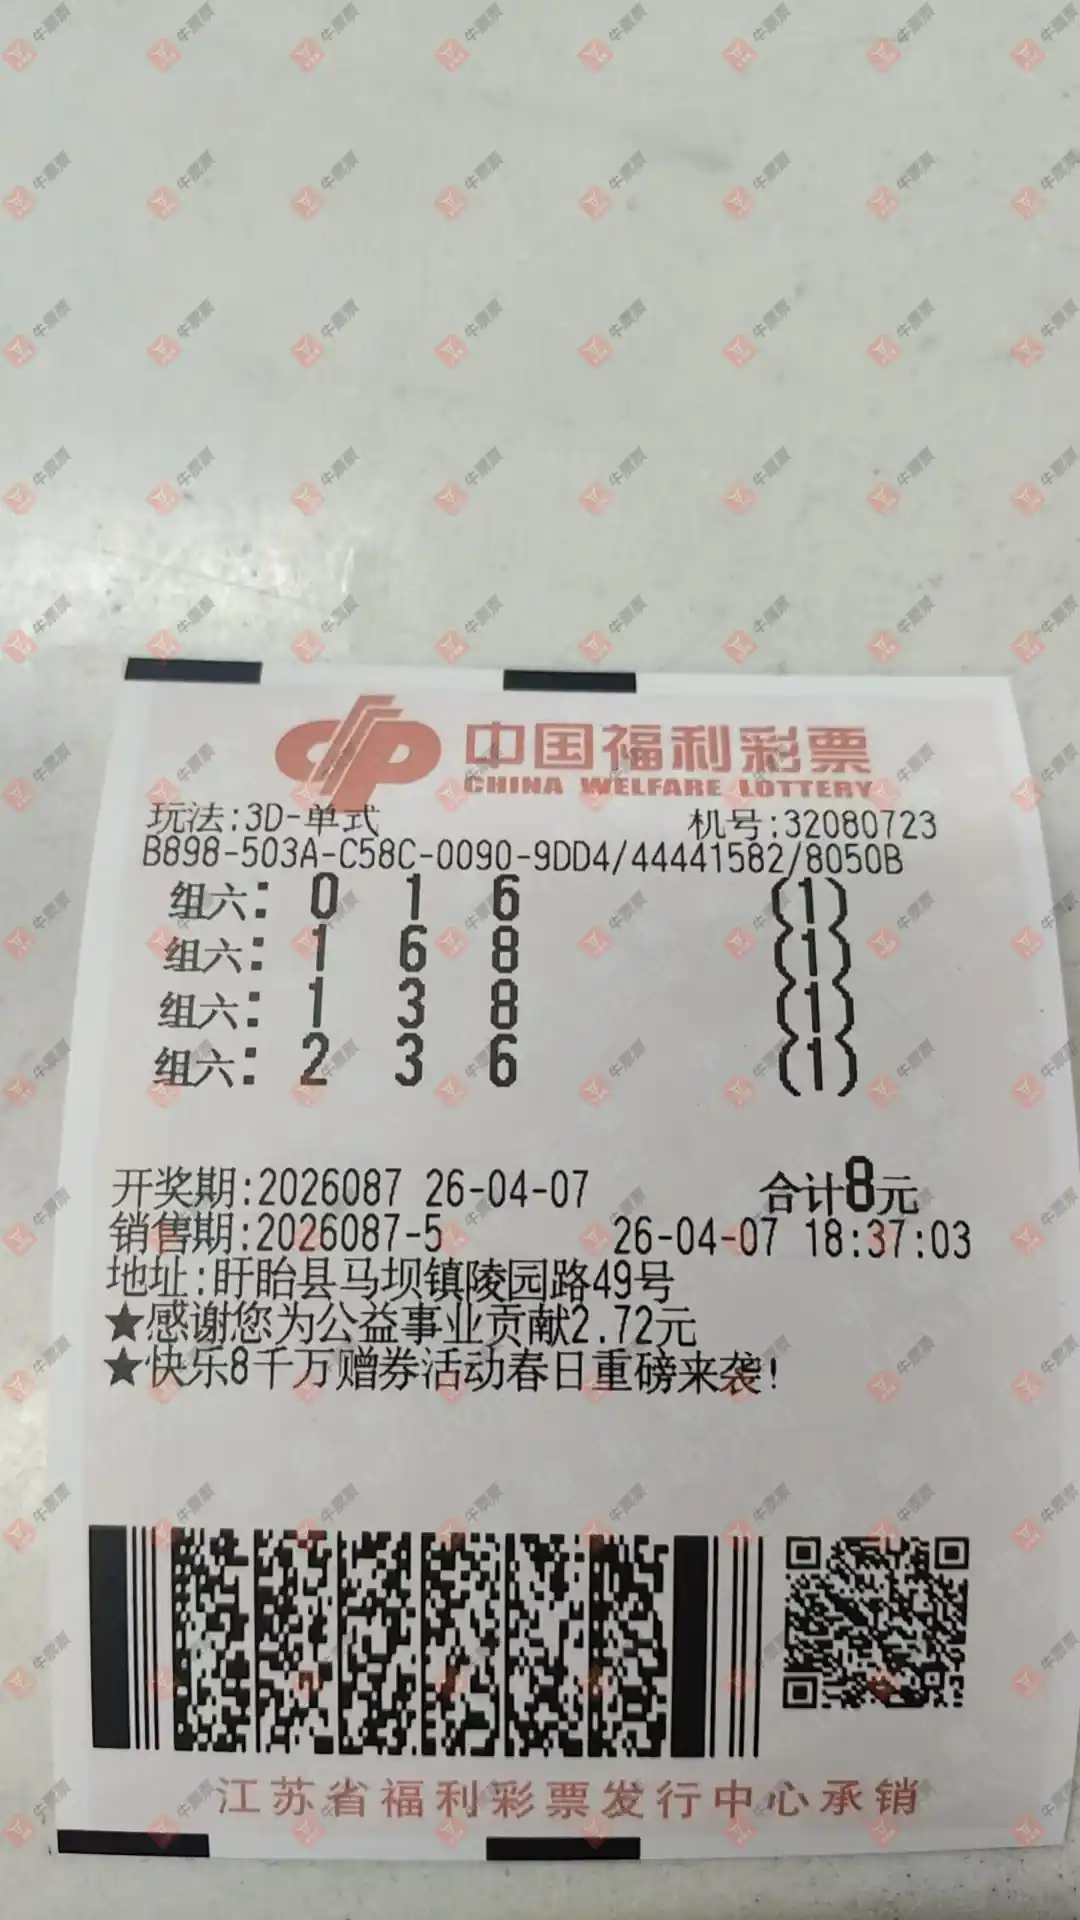 中国福利彩票
CHINA WELFARE LOTTERY
玩法:3D-单式 机号:32080723
B898-503A-C58C-0090-9DD4/44441582/8050B
组六: 0 1 6 (1)
组六: 1 6 8 (1)
组六: 1 3 8 (1)
组六: 2 3 6 (1)
开奖期:2026087 26-04-07 合计8元
销售期:2026087-5 26-04-07 18:37:03
地址:盱眙县马坝镇陵园路49号
★感谢您为公益事业贡献2.72元
★快乐8千万赠券活动春日重磅来袭!
江苏省福利彩票发行中心承销